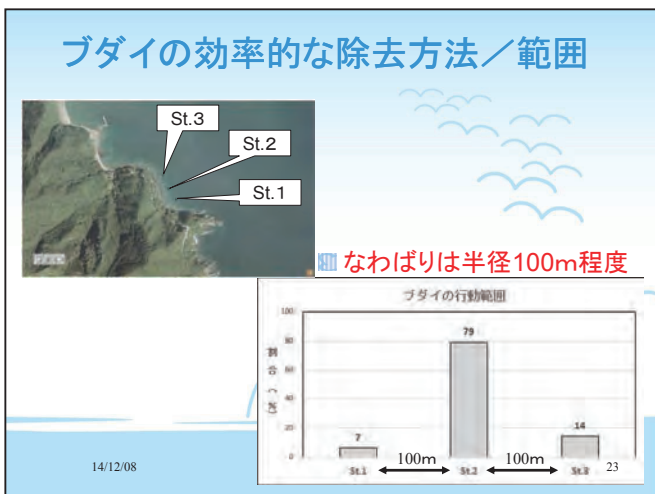 ブダイの効率的な除去方法／範囲
St.3
St.2
St.1
なわばりは半径100m程度
ブダイの行動範囲
割合（%）
100
80
60
40
20
0
7
79
14
St.1
100m
St.2
100m
St.3
14/12/08
23